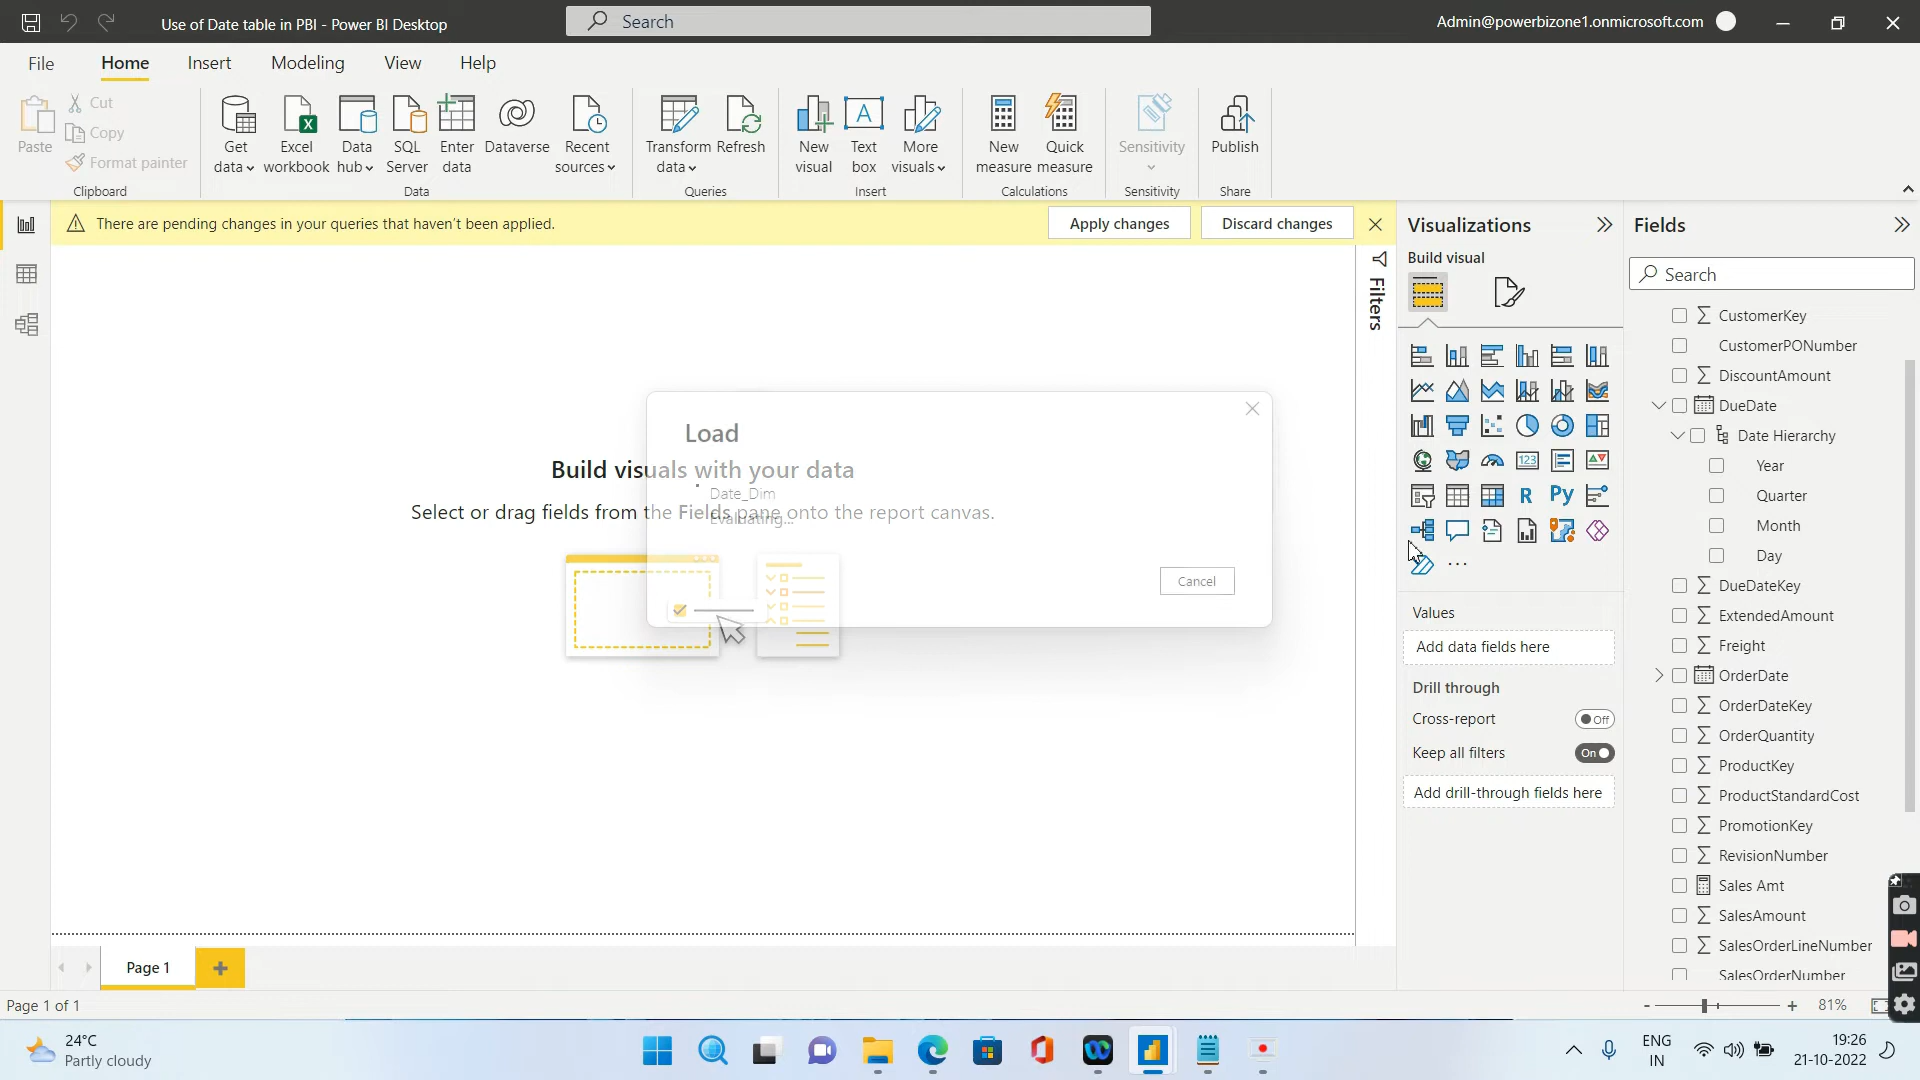 Use of Date table in PBI - Power BI Desktop
Search
Admin@powerbizone1.onmicrosoft.com
File
Home
Insert
Modeling
View
Help
Paste
Cut
Copy
Format painter
Clipboard
Get data
Excel workbook
Data hub
SQL Server
Enter data
Dataverse
Recent sources
Data
Transform data
Refresh
Queries
New visual
Text box
More visuals
Insert
New measure
Quick measure
Calculations
Sensitivity
Sensitivity
Publish
Share
There are pending changes in your queries that haven't been applied.
Apply changes
Discard changes
Filters
Build visuals with your data
Select or drag fields from the Fields pane onto the report canvas.
Load
Date_Dim
Evaluating...
Cancel
Visualizations
Build visual
123
R
Py
Values
Add data fields here
Drill through
Cross-report
Off
Keep all filters
On
Add drill-through fields here
Fields
Search
CustomerKey
CustomerPONumber
DiscountAmount
DueDate
Date Hierarchy
Year
Quarter
Month
Day
DueDateKey
ExtendedAmount
Freight
OrderDate
OrderDateKey
OrderQuantity
ProductKey
ProductStandardCost
PromotionKey
RevisionNumber
Sales Amt
SalesAmount
SalesOrderLineNumber
SalesOrderNumber
Page 1
Page 1 of 1
81%
24°C
Partly cloudy
ENG
IN
19:26
21-10-2022